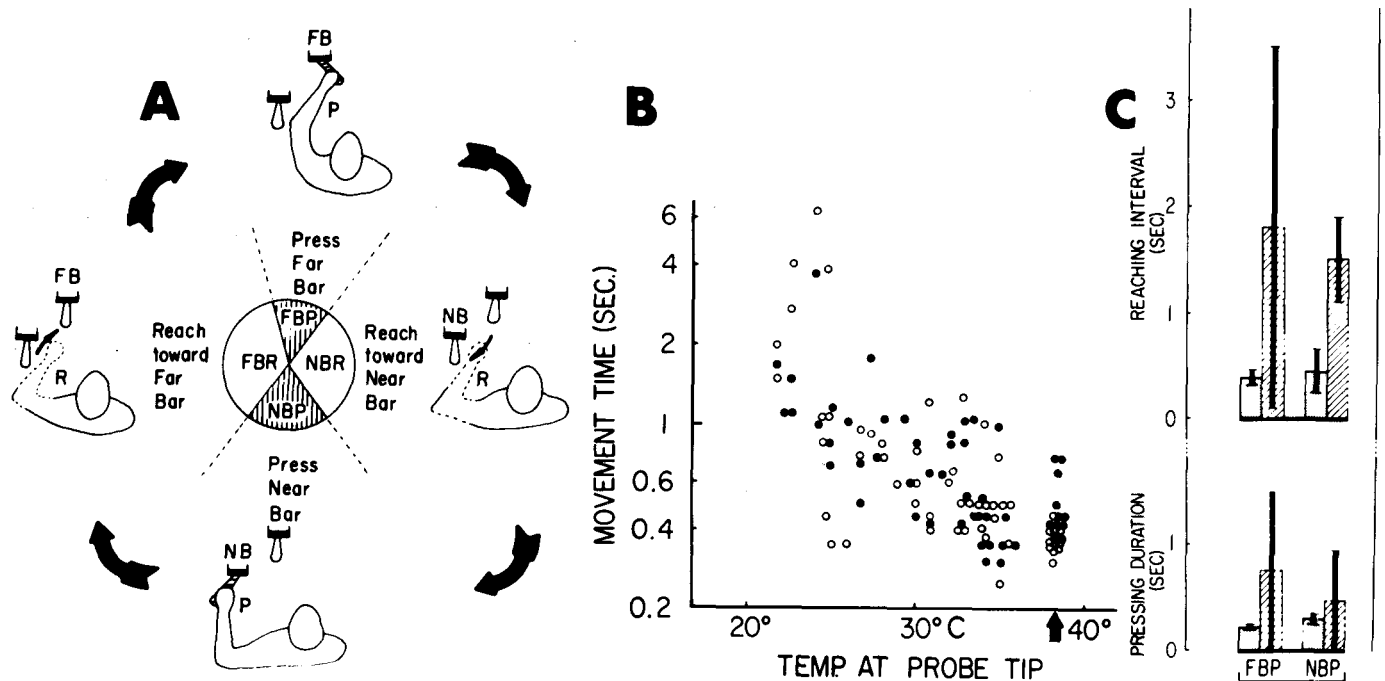 A
FB
P
FB
R
Reach
toward
Far
Bar
Press
Far
Bar
FBP
FBR
NBR
NBP
Reach
toward
Near
Bar
NB
R
Press
Near
Bar
NB
P
B
MOVEMENT TIME (SEC.)
6
4
2
1
0.6
0.4
0.2
20°
30°C
40°
TEMP. AT PROBE TIP
C
REACHING INTERVAL
(SEC)
3
2
1
0
PRESSING DURATION
(SEC)
1
0
FBP NBP